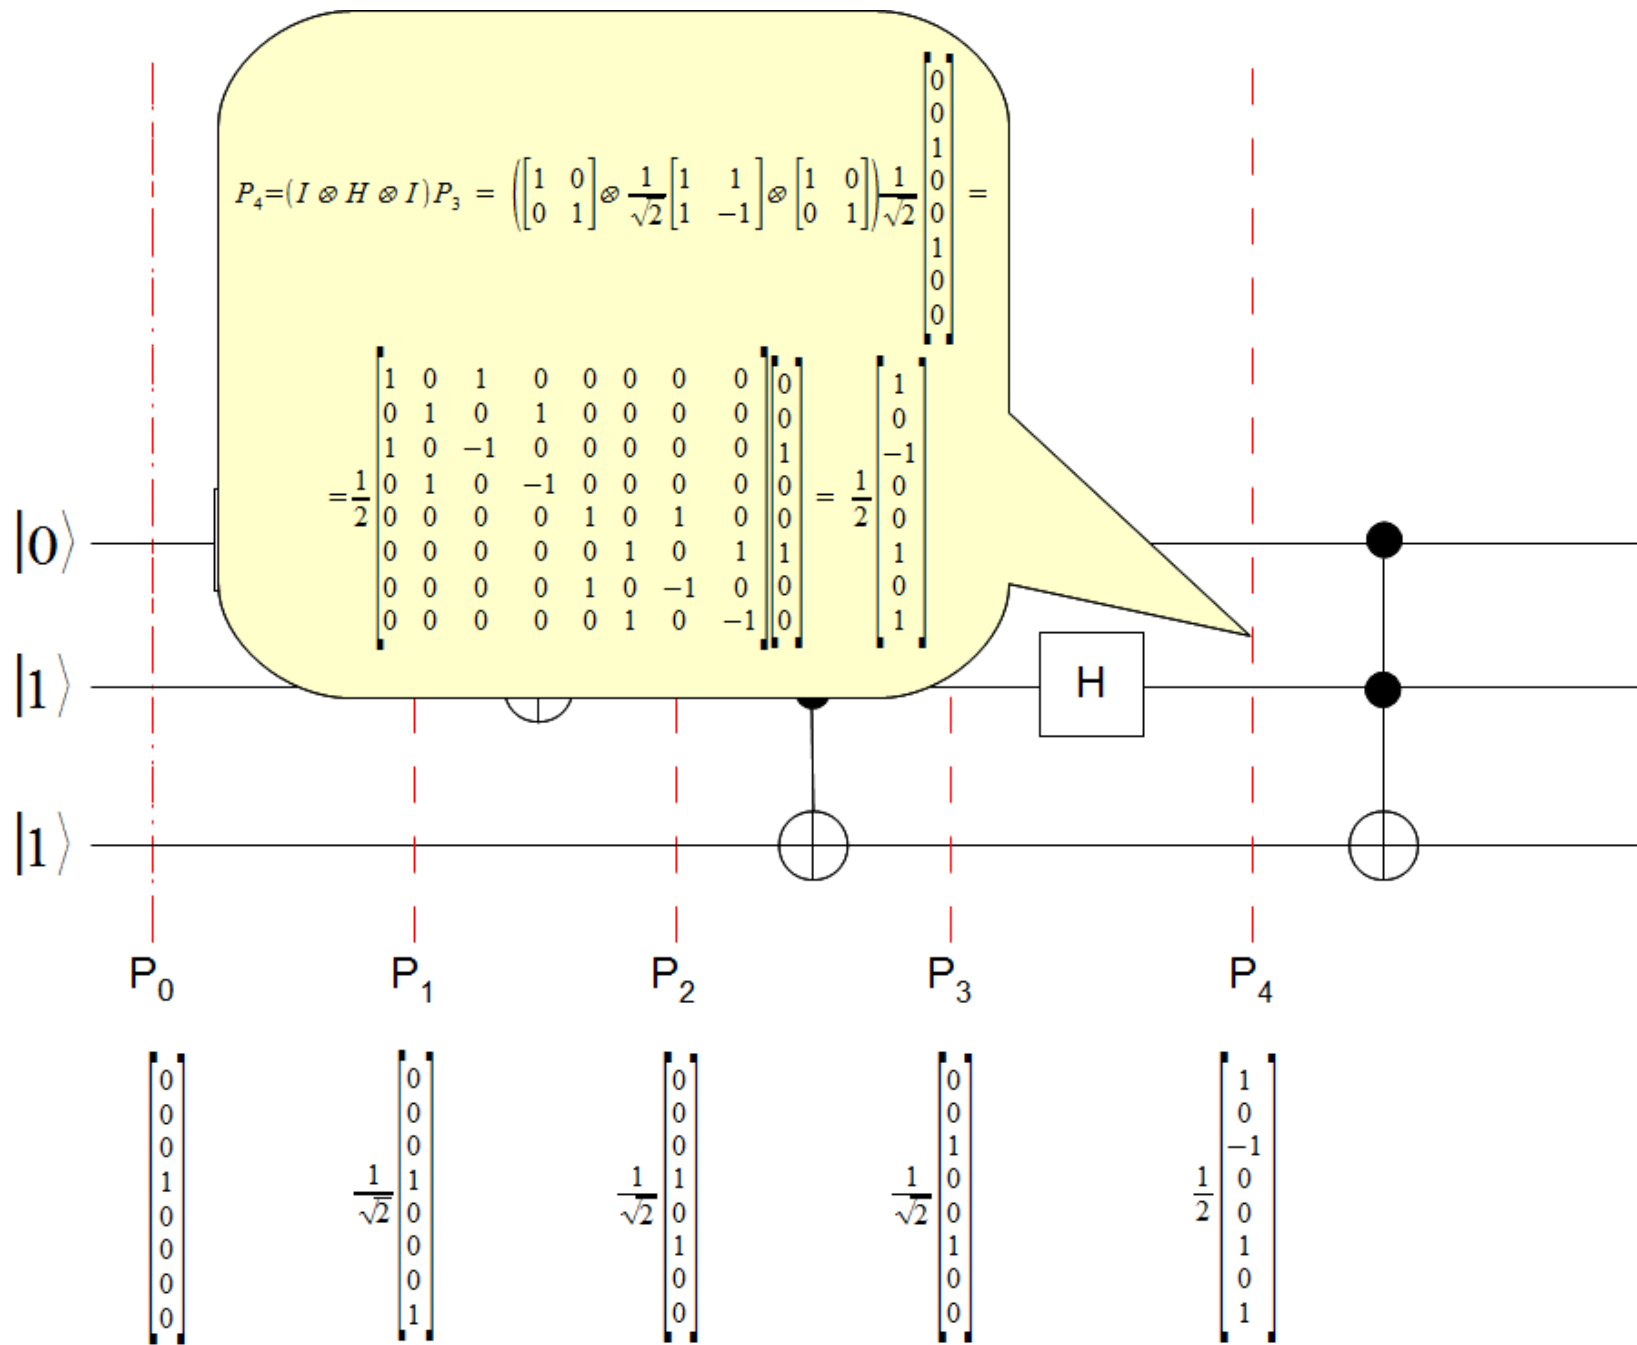 P₄=(I ⊗ H ⊗ I)P₃ = ([1 0; 0 1] ⊗ 1/√2 [1 1; 1 −1] ⊗ [1 0; 0 1]) 1/√2 [0 0 1 0 0 1 0 0] =
=1/2
1 0 1 0 0 0 0 0
0 1 0 1 0 0 0 0
1 0 −1 0 0 0 0 0
0 1 0 −1 0 0 0 0
0 0 0 0 1 0 1 0
0 0 0 0 0 1 0 1
0 0 0 0 1 0 −1 0
0 0 0 0 0 1 0 −1
[0 0 1 0 0 1 0 0] = 1/2 [1 0 −1 0 0 1 0 1]
|0⟩
|1⟩ H
|1⟩
P₀ P₁ P₂ P₃ P₄
[0 0 0 1 0 0 0 0]
1/√2 [0 0 0 1 0 0 0 1]
1/√2 [0 0 0 1 0 1 0 0]
1/√2 [0 0 1 0 0 1 0 0]
1/2 [1 0 −1 0 0 1 0 1]